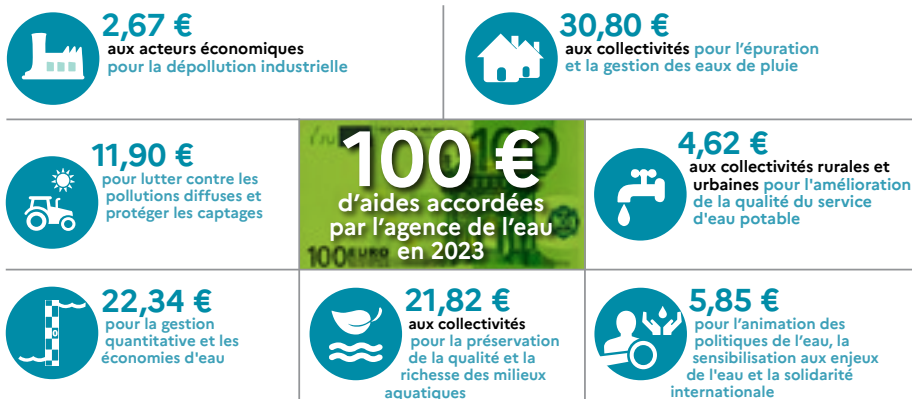 2,67 €
aux acteurs économiques
pour la dépollution industrielle
30,80 €
aux collectivités pour l'épuration
et la gestion des eaux de pluie
11,90 €
pour lutter contre les
pollutions diffuses et
protéger les captages
100 €
d'aides accordées
par l'agence de l'eau
en 2023
100 EURO
100
4,62 €
aux collectivités rurales et
urbaines pour l'amélioration
de la qualité du service
d'eau potable
22,34 €
pour la gestion
quantitative et les
économies d'eau
21,82 €
aux collectivités
pour la préservation
de la qualité et la
richesse des milieux
aquatiques
5,85 €
pour l'animation des
politiques de l'eau, la
sensibilisation aux enjeux
de l'eau et la solidarité
internationale